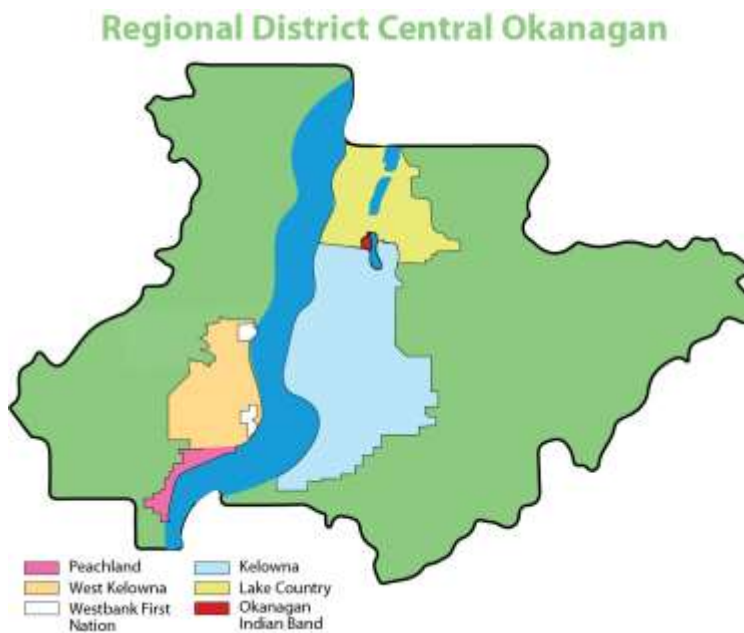 Regional District Central Okanagan
Peachland
West Kelowna
Westbank First
Nation
Kelowna
Lake Country
Okanagan
Indian Band